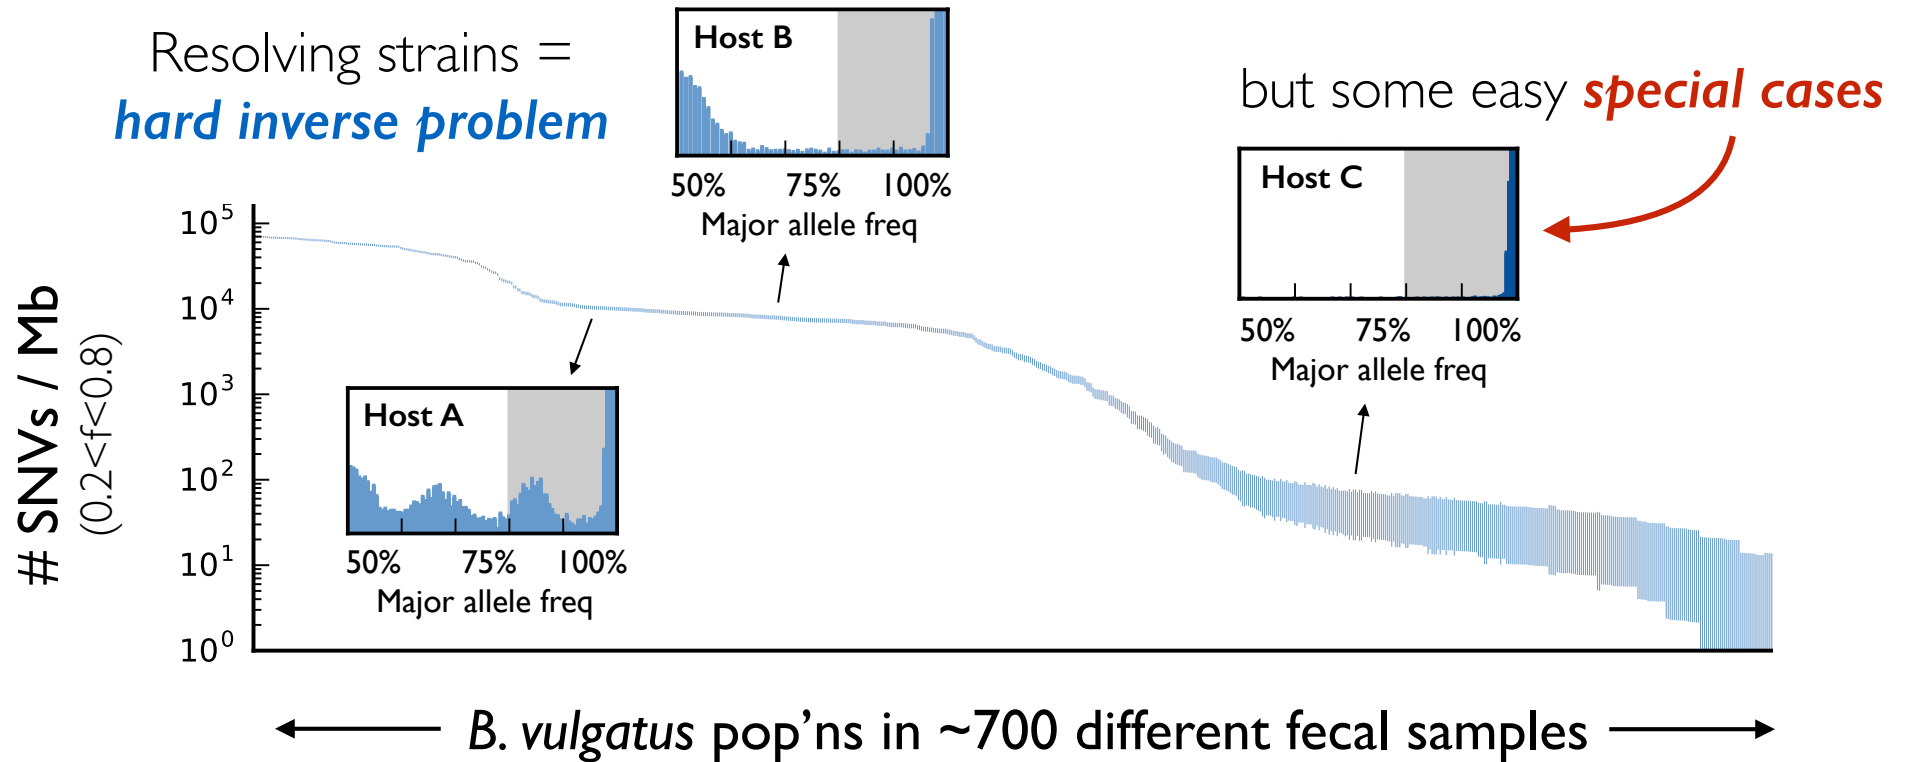 Resolving strains =
hard inverse problem
Host B
50% 75% 100%
Major allele freq
but some easy special cases
Host C
50% 75% 100%
Major allele freq
# SNVs / Mb
(0.2<f<0.8)
10^5
10^4
10^3
10^2
10^1
10^0
Host A
50% 75% 100%
Major allele freq
B. vulgatus pop’ns in ~700 different fecal samples